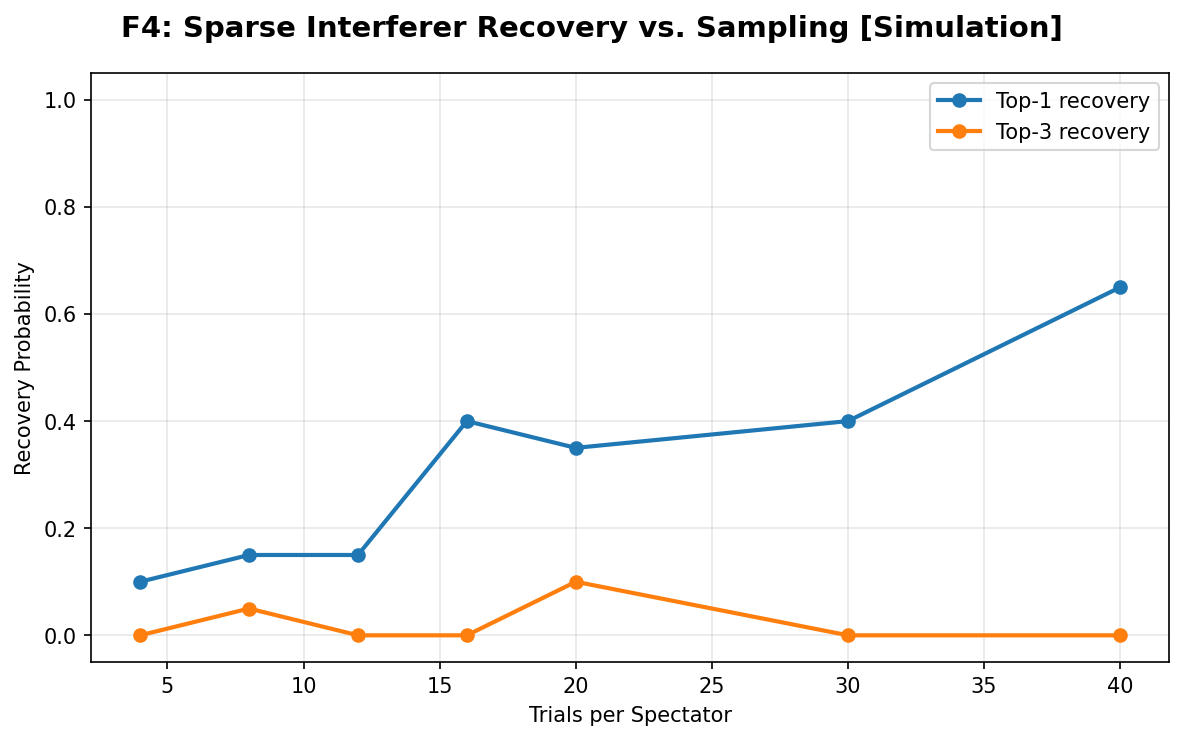 F4: Sparse Interferer Recovery vs. Sampling [Simulation]
Top-1 recovery
Top-3 recovery
Recovery Probability
1.0
0.8
0.6
0.4
0.2
0.0
5 10 15 20 25 30 35 40
Trials per Spectator